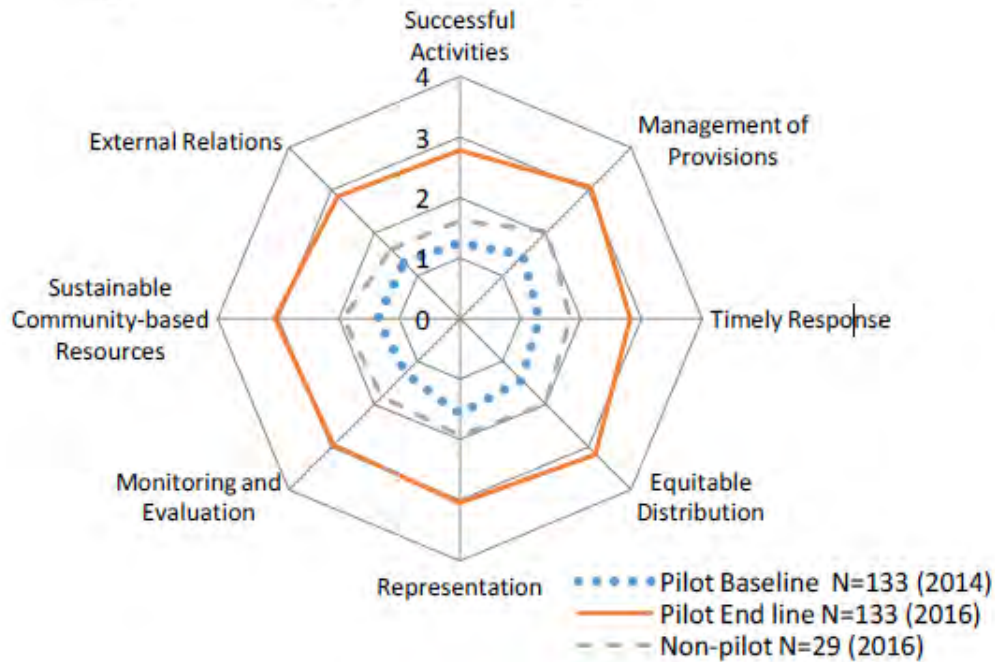 Successful
Activities
4
3
2
1
0
Management of
Provisions
Timely Response
Equitable
Distribution
Representation
Monitoring and
Evaluation
Sustainable
Community-based
Resources
External Relations
Pilot Baseline N=133 (2014)
Pilot End line N=133 (2016)
Non-pilot N=29 (2016)